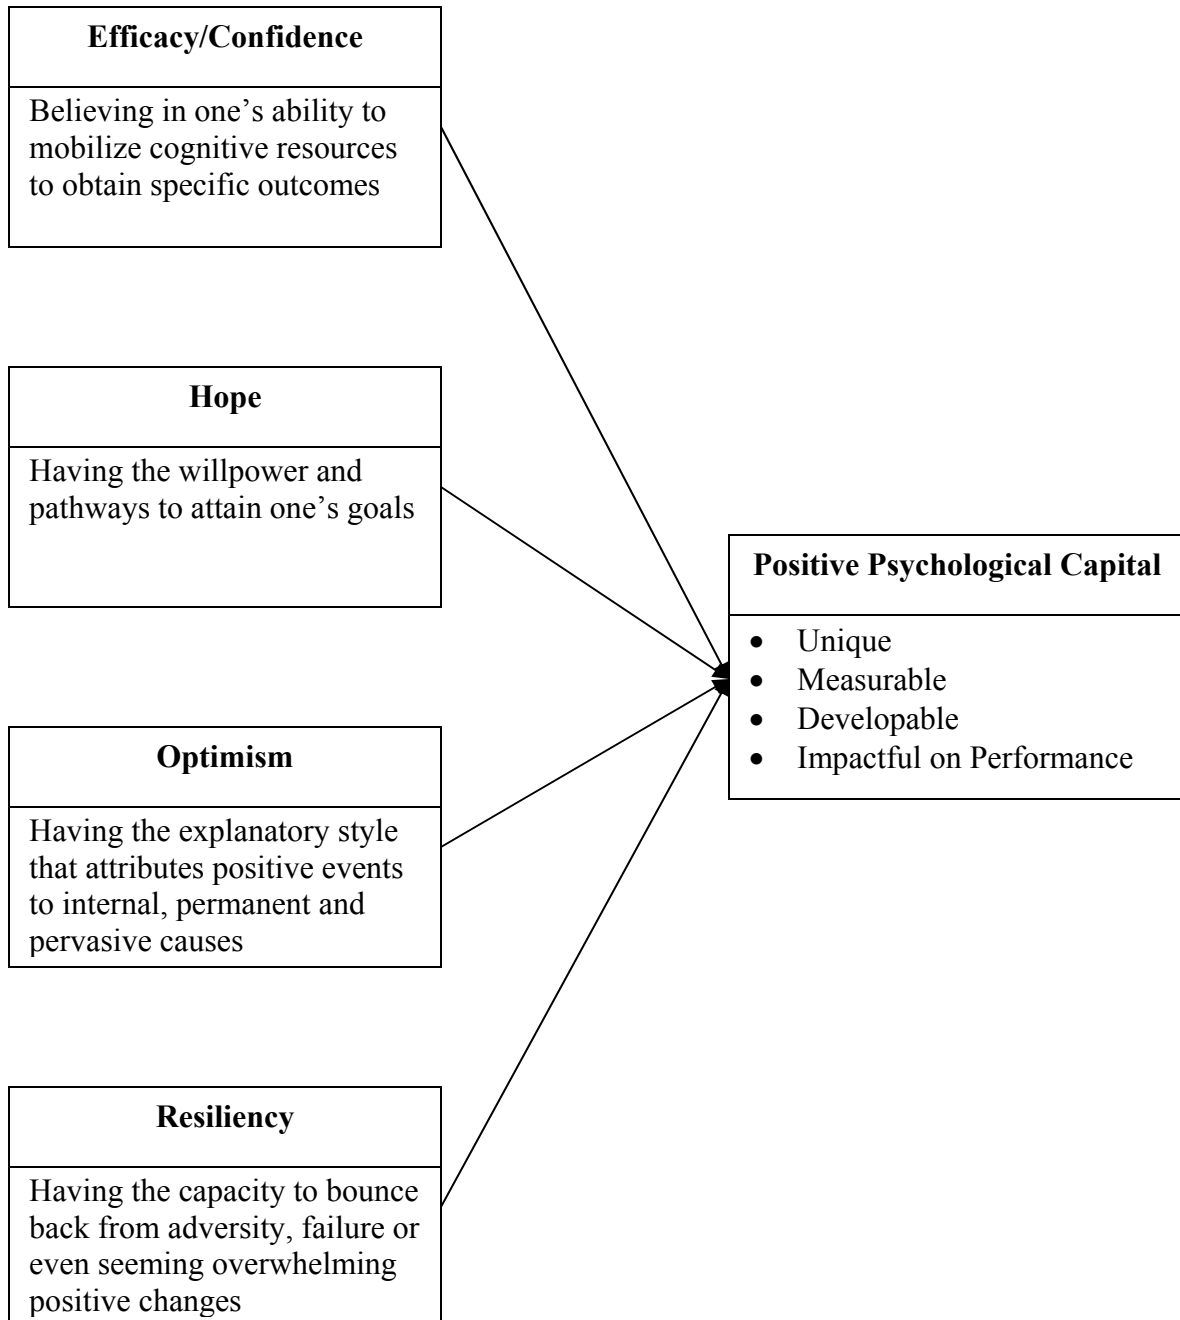 Efficacy/Confidence
Believing in one’s ability to
mobilize cognitive resources
to obtain specific outcomes
Hope
Having the willpower and
pathways to attain one’s goals
Optimism
Having the explanatory style
that attributes positive events
to internal, permanent and
pervasive causes
Resiliency
Having the capacity to bounce
back from adversity, failure or
even seeming overwhelming
positive changes
Positive Psychological Capital
• Unique
• Measurable
• Developable
• Impactful on Performance